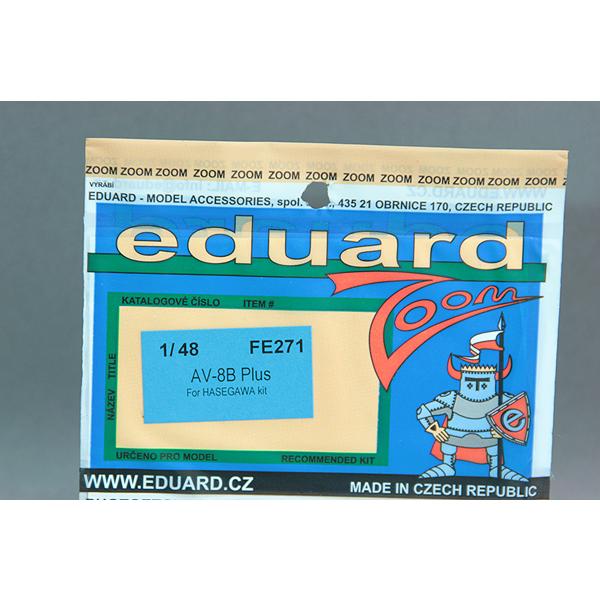 ZOOM ZOOM ZOOM ZOOM ZOOM ZOOM ZOOM ZOOM ZOOM ZOOM ZOOM ZOOM ZOOM ZOOM
VYRÁBÍ
EDUARD - MODEL ACCESSORIES, spol. 435 21 OBRNICE 170, CZECH REPUBLIC
eduard
Zoom
KATALOGOVÉ ČÍSLO ITEM #
1/48 FE271
AV-8B Plus
For HASEGAWA kit
NÁZEV TITLE
e
URČENO PRO MODEL RECOMMENDED KIT
WWW.EDUARD.CZ MADE IN CZECH REPUBLIC